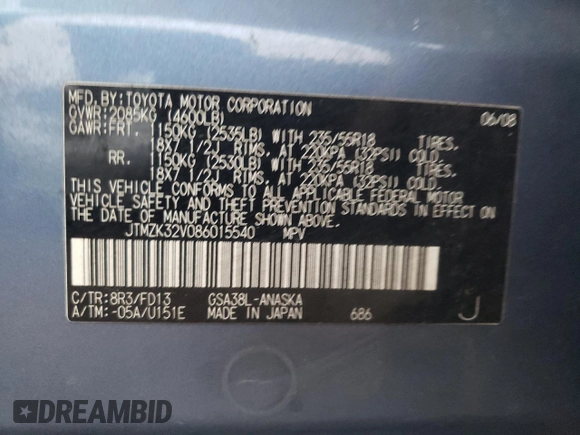 MFD.BY:TOYOTA MOTOR CORPORATION 06/08
GVWR:2085KG (4600LB)
GAWR:FRT. 1150KG (2535LB) WITH 235/55R18 TIRES,
18X7 1/2J RIMS, AT 220KPA (32PSI) COLD.
RR. 1150KG (2530LB) WITH 235/55R18 TIRES,
18X7 1/2J RIMS, AT 220KPA (32PSI) COLD.
THIS VEHICLE CONFORMS TO ALL APPLICABLE FEDERAL MOTOR
VEHICLE SAFETY AND THEFT PREVENTION STANDARDS IN EFFECT
ON THE DATE OF MANUFACTURE SHOWN ABOVE.
JTMZK32V086015540 MPV
C/TR:8R3/FD13 GSA38L-ANASKA
A/TM:-05A/U151E MADE IN JAPAN 686 J
DREAMBID